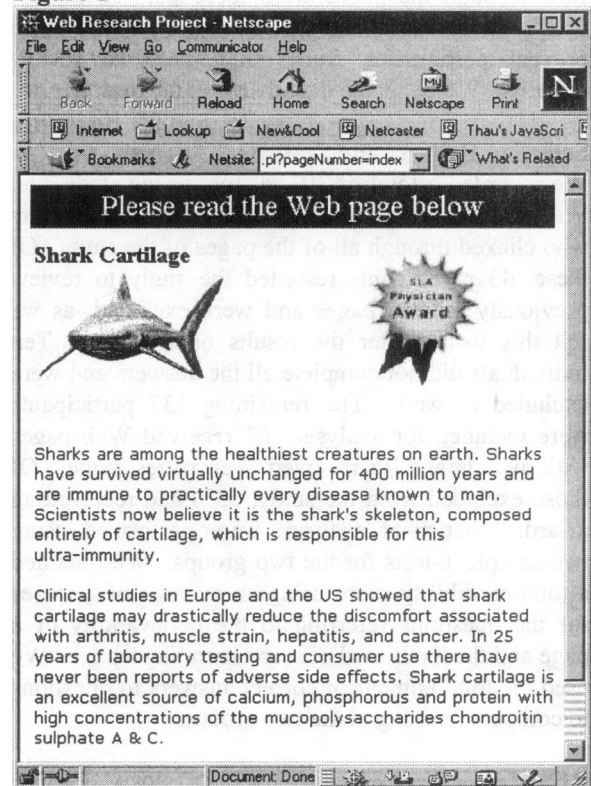 Web Research Project - Netscape
File Edit View Go Communicator Help
Back Forward Reload Home Search Netscape Print N
My
Internet Lookup New&Cool Netcaster Thau's JavaScri
Bookmarks Netsite: .pl?pageNumber=index What's Related
Please read the Web page below
Shark Cartilage
SLA
Physician
Award
Sharks are among the healthiest creatures on earth. Sharks
have survived virtually unchanged for 400 million years and
are immune to practically every disease known to man.
Scientists now believe it is the shark's skeleton, composed
entirely of cartilage, which is responsible for this
ultra-immunity.
Clinical studies in Europe and the US showed that shark
cartilage may drastically reduce the discomfort associated
with arthritis, muscle strain, hepatitis, and cancer. In 25
years of laboratory testing and consumer use there have
never been reports of adverse side effects. Shark cartilage is
an excellent source of calcium, phosphorous and protein with
high concentrations of the mucopolysaccharides chondroitin
sulphate A & C.
Document: Done